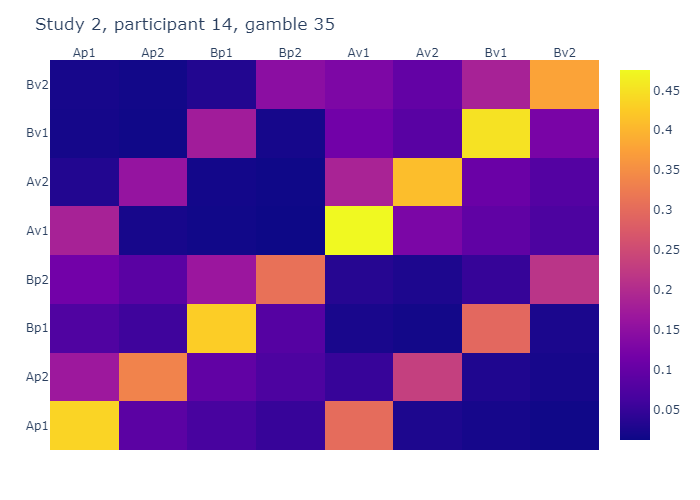 Study 2, participant 14, gamble 35
Ap1 Ap2 Bp1 Bp2 Av1 Av2 Bv1 Bv2
Bv2
Bv1
Av2
Av1
Bp2
Bp1
Ap2
Ap1
0.45
0.4
0.35
0.3
0.25
0.2
0.15
0.1
0.05